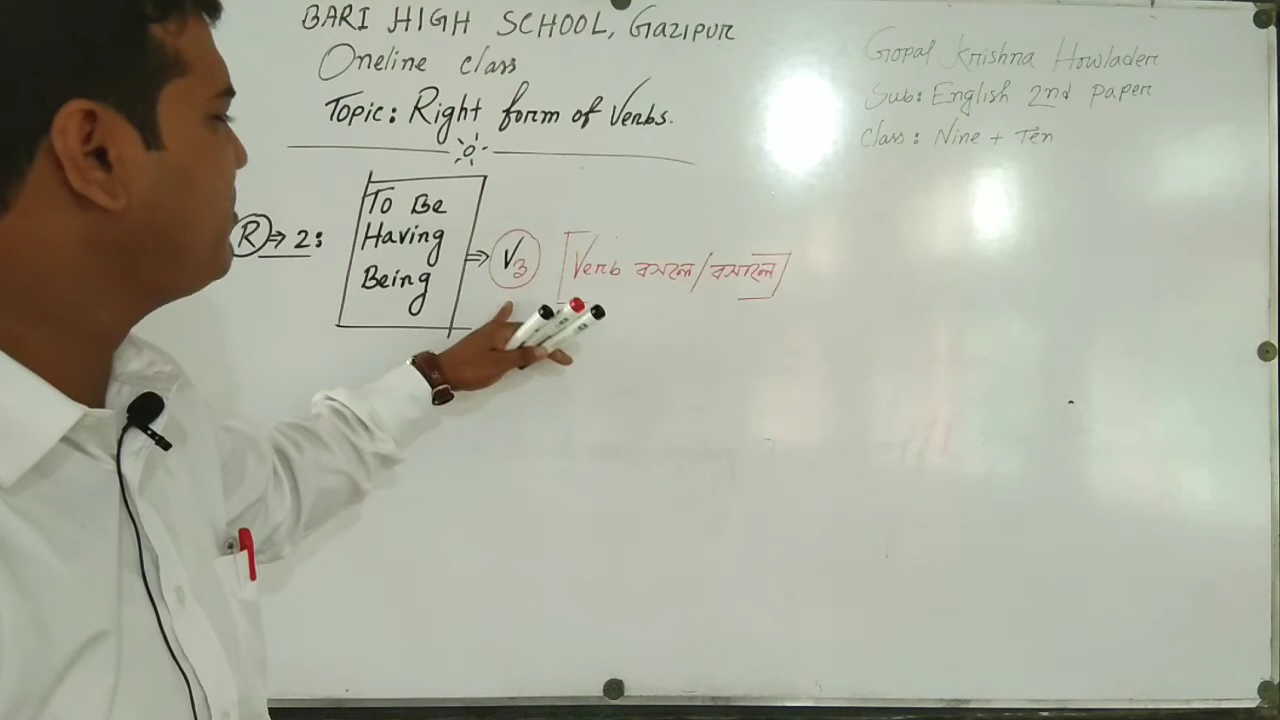 BARI HIGH SCHOOL, Gazipur
Oneline class
Topic: Right form of Verbs.
Gopal Krishna Howlader
Sub: English 2nd paper
Class: Nine + Ten
R ⇒ 2:
To Be
Having
Being
⇒ V3 [Verb বসলে/বসালে]